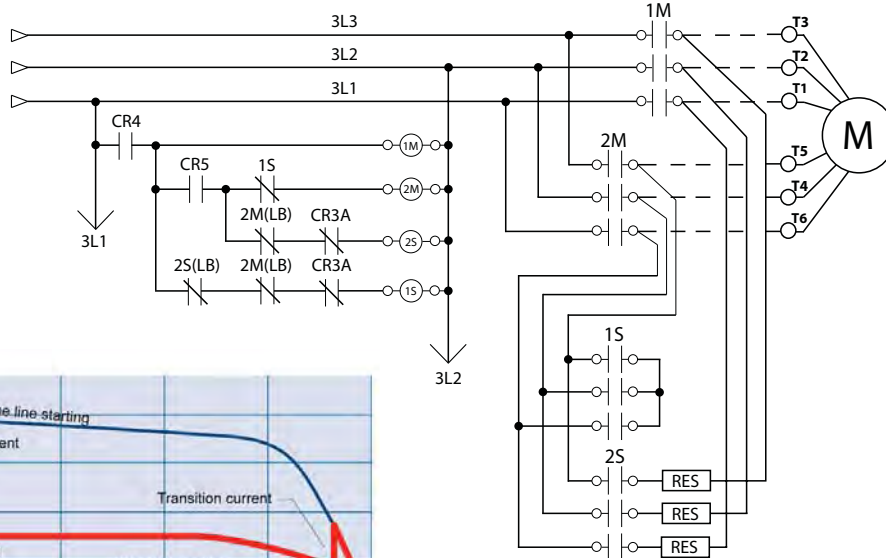 1M
3L3
T3
3L2
T2
3L1
T1
M
CR4
1M
2M
T5
CR5
1S
2M
T4
2M(LB)
CR3A
2S
T6
3L1
2S(LB)
2M(LB)
CR3A
1S
1S
3L2
line starting
Transition current
2S
RES
RES
RES